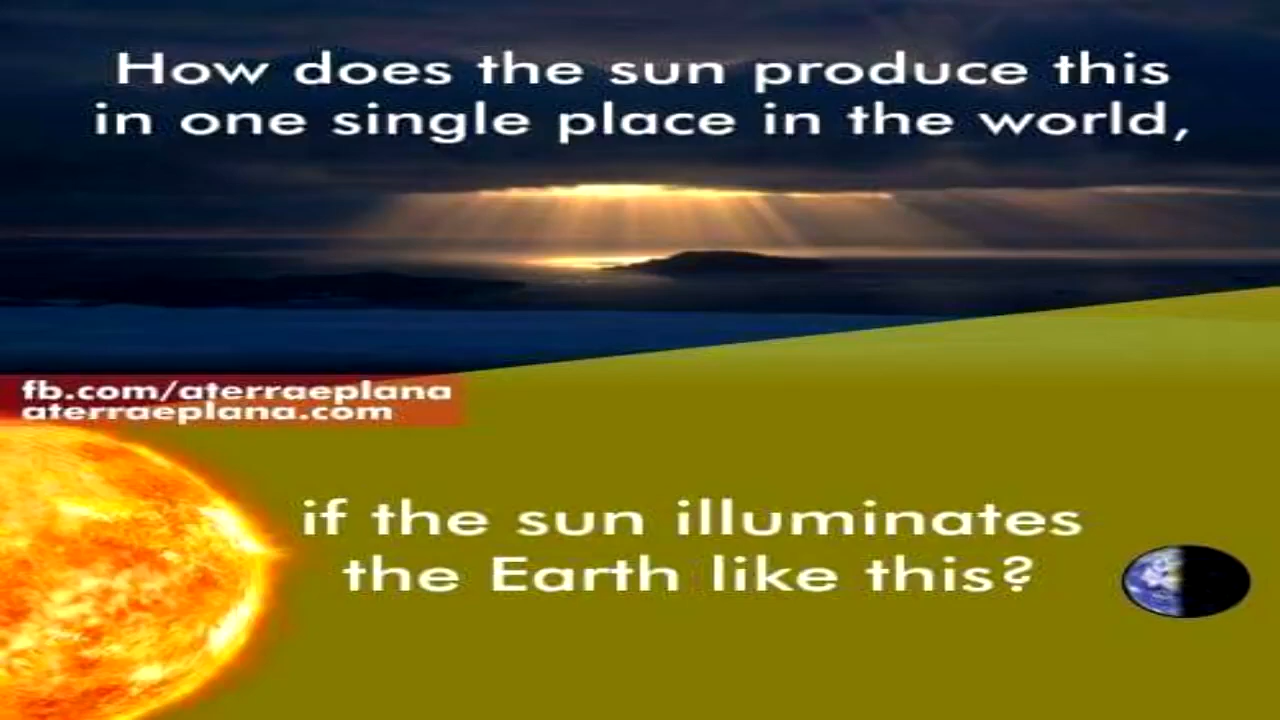 How does the sun produce this
in one single place in the world,
fb.com/aterraeplana
aterraeplana.com
if the sun illuminates
the Earth like this?